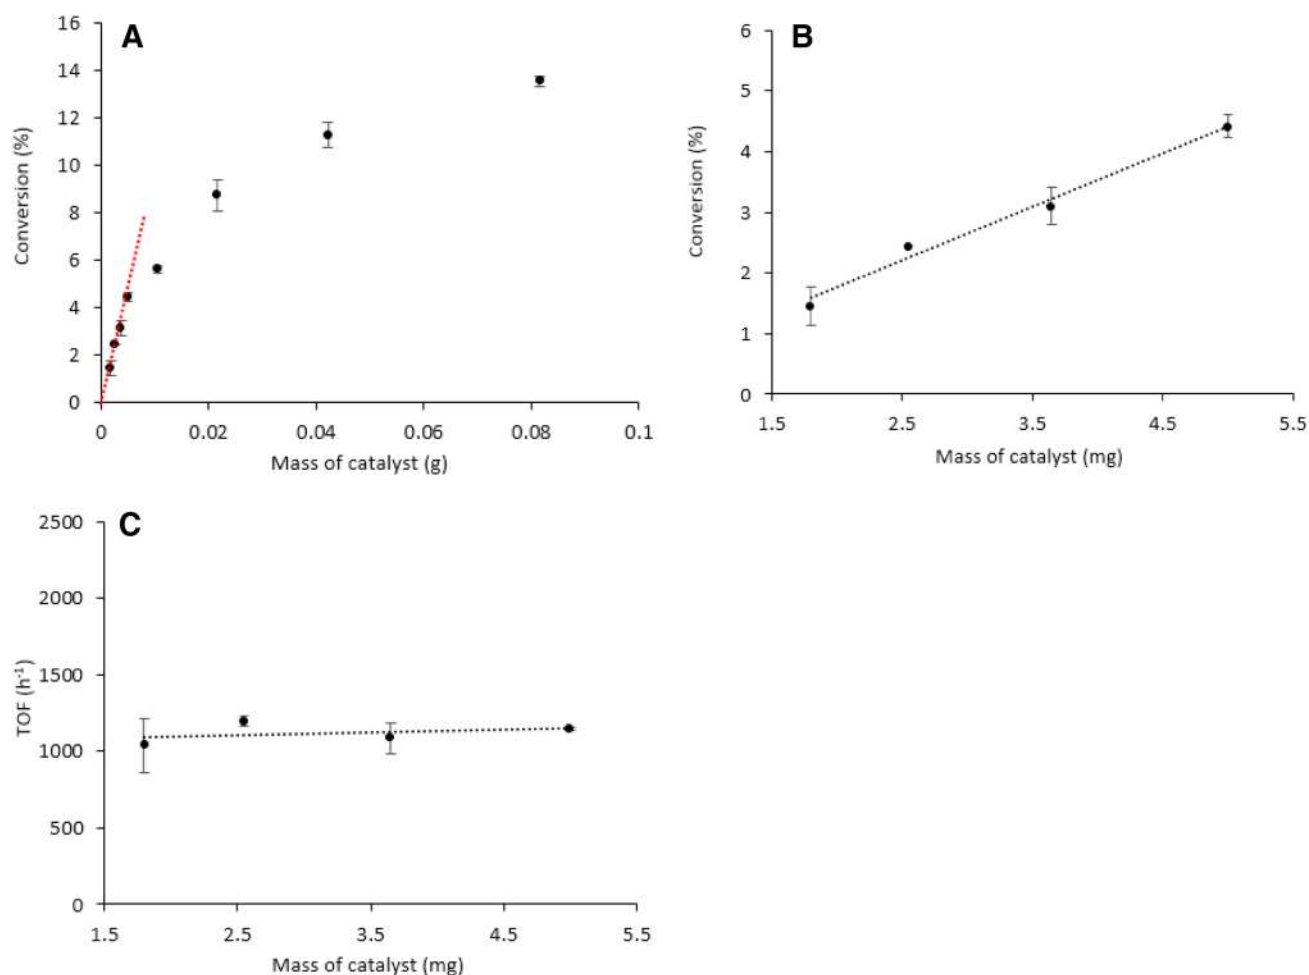 A
Conversion (%)
16
14
12
10
8
6
4
2
0
0 0.02 0.04 0.06 0.08 0.1
Mass of catalyst (g)
B
Conversion (%)
6
5
4
3
2
1
0
1.5 2.5 3.5 4.5 5.5
Mass of catalyst (mg)
C
TOF (h⁻¹)
2500
2000
1500
1000
500
0
1.5 2.5 3.5 4.5 5.5
Mass of catalyst (mg)